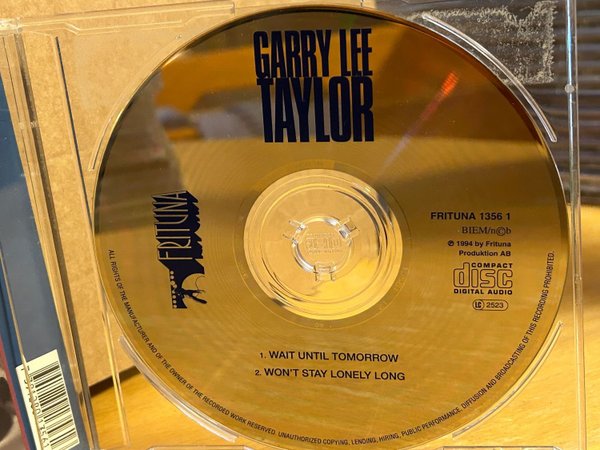 GARRY LEE
TAYLOR
FRITUNA
FRITUNA 1356 1
BIEM/n©b
℗ 1994 by Frituna
Produktion AB
COMPACT
disc
DIGITAL AUDIO
LC 2523
1. WAIT UNTIL TOMORROW
2. WON'T STAY LONELY LONG
ALL RIGHTS OF THE MANUFACTURER AND OF THE OWNER OF THE RECORDED WORK RESERVED. UNAUTHORIZED COPYING, LENDING, HIRING, PUBLIC PERFORMANCE, DIFFUSION AND BROADCASTING OF THIS RECORDING PROHIBITED.